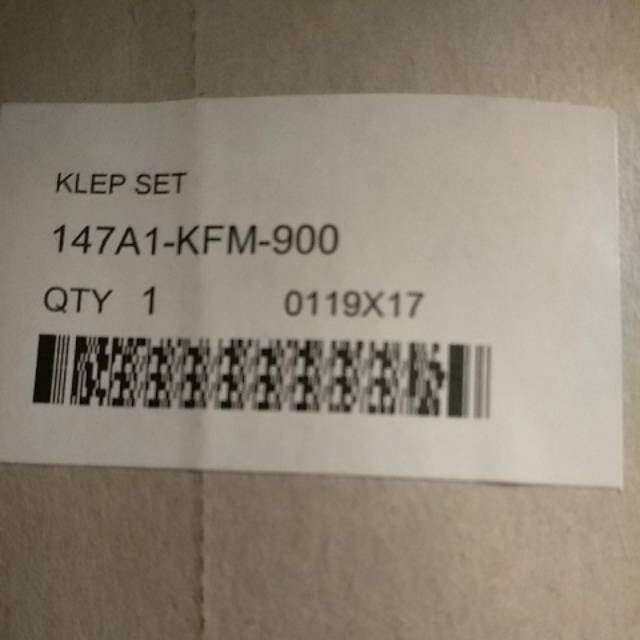 KLEP SET
147A1-KFM-900
QTY 1 0119X17